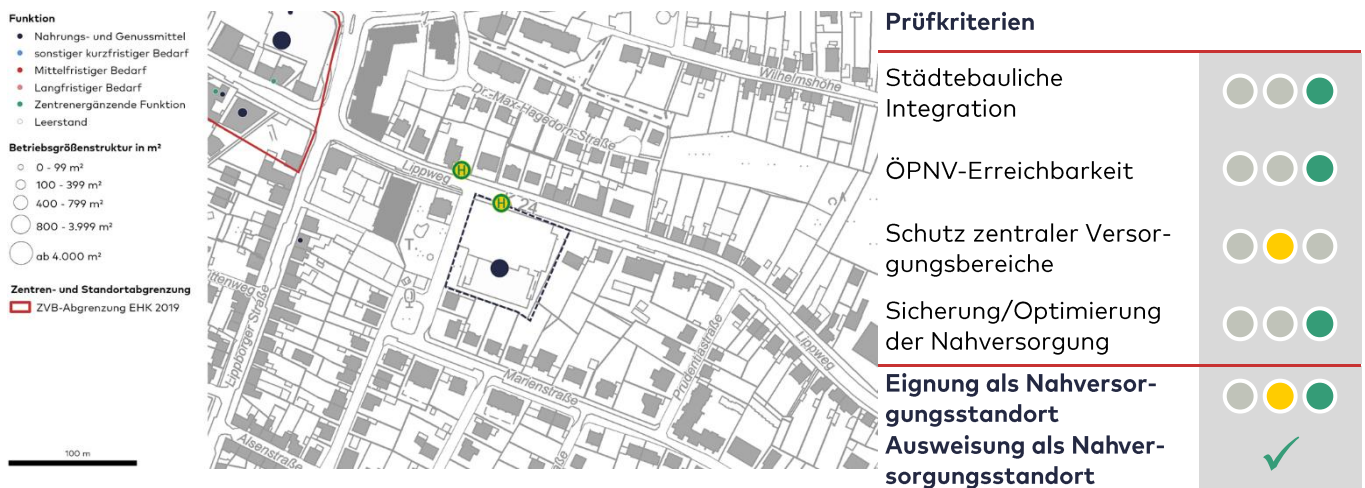 Funktion
Nahrungs- und Genussmittel
sonstiger kurzfristiger Bedarf
Mittelfristiger Bedarf
Langfristiger Bedarf
Zentrenergänzende Funktion
Leerstand
Betriebsgrößenstruktur in m²
0 - 99 m²
100 - 399 m²
400 - 799 m²
800 - 3.999 m²
ab 4.000 m²
Zentren- und Standortabgrenzung
ZVB-Abgrenzung EHK 2019
100 m
Wilhelmshöhe
Dr.-Max-Hagedorn-Straße
Lippweg
H
H
24
T
Lippborger Straße
Marienstraße
Prudentiastraße
Lippweg
Alsenstraße
Prüfkriterien
Städtebauliche
Integration
ÖPNV-Erreichbarkeit
Schutz zentraler Versor-
gungsbereiche
Sicherung/Optimierung
der Nahversorgung
Eignung als Nahversor-
gungsstandort
Ausweisung als Nahver-
sorgungsstandort